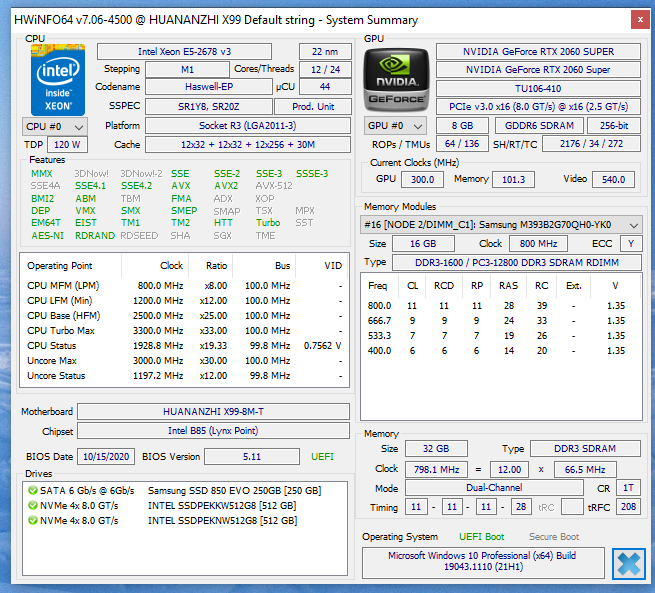 HWiNFO64 v7.06-4500 @ HUANANZHI X99 Default string - System Summary
CPU
intel inside XEON
Intel Xeon E5-2678 v3 22 nm
Stepping M1 Cores/Threads 12 / 24
Codename Haswell-EP µCU 44
SSPEC SR1Y8, SR20Z Prod. Unit
CPU #0 Platform Socket R3 (LGA2011-3)
TDP 120 W Cache 12x32 + 12x32 + 12x256 + 30M
Features
MMX 3DNow! 3DNow!-2 SSE SSE-2 SSE-3 SSSE-3
SSE4A SSE4.1 SSE4.2 AVX AVX2 AVX-512
BMI2 ABM TBM FMA ADX XOP
DEP VMX SMX SMEP SMAP TSX MPX
EM64T EIST TM1 TM2 HTT Turbo SST
AES-NI RDRAND RDSEED SHA SGX TME
Operating Point Clock Ratio Bus VID
CPU MFM (LPM) 800.0 MHz x8.00 100.0 MHz -
CPU LFM (Min) 1200.0 MHz x12.00 100.0 MHz -
CPU Base (HFM) 2500.0 MHz x25.00 100.0 MHz -
CPU Turbo Max 3300.0 MHz x33.00 100.0 MHz -
CPU Status 1928.8 MHz x19.33 99.8 MHz 0.7562 V
Uncore Max 3000.0 MHz x30.00 100.0 MHz -
Uncore Status 1197.2 MHz x12.00 99.8 MHz -
Motherboard HUANANZHI X99-8M-T
Chipset Intel B85 (Lynx Point)
BIOS Date 10/15/2020 BIOS Version 5.11 UEFI
Drives
SATA 6 Gb/s @ 6Gb/s Samsung SSD 850 EVO 250GB [250 GB]
NVMe 4x 8.0 GT/s INTEL SSDPEKKW512G8 [512 GB]
NVMe 4x 8.0 GT/s INTEL SSDPEKNW512G8 [512 GB]
GPU
NVIDIA GEFORCE
NVIDIA GeForce RTX 2060 SUPER
NVIDIA GeForce RTX 2060 Super
TU106-410
PCIe v3.0 x16 (8.0 GT/s) @ x16 (2.5 GT/s)
GPU #0 8 GB GDDR6 SDRAM 256-bit
ROPs / TMUs 64 / 136 SH/RT/TC 2176 / 34 / 272
Current Clocks (MHz)
GPU 300.0 Memory 101.3 Video 540.0
Memory Modules
#16 [NODE 2/DIMM_C1]: Samsung M393B2G70QH0-YK0
Size 16 GB Clock 800 MHz ECC Y
Type DDR3-1600 / PC3-12800 DDR3 SDRAM RDIMM
Freq CL RCD RP RAS RC Ext. V
800.0 11 11 11 28 39 - 1.35
666.7 9 9 9 24 33 - 1.35
533.3 7 7 7 19 26 - 1.35
400.0 6 6 6 14 20 - 1.35
Memory
Size 32 GB Type DDR3 SDRAM
Clock 798.1 MHz = 12.00 x 66.5 MHz
Mode Dual-Channel CR 1T
Timing 11 - 11 - 11 - 28 tRC tRFC 208
Operating System UEFI Boot Secure Boot
Microsoft Windows 10 Professional (x64) Build
19043.1110 (21H1)